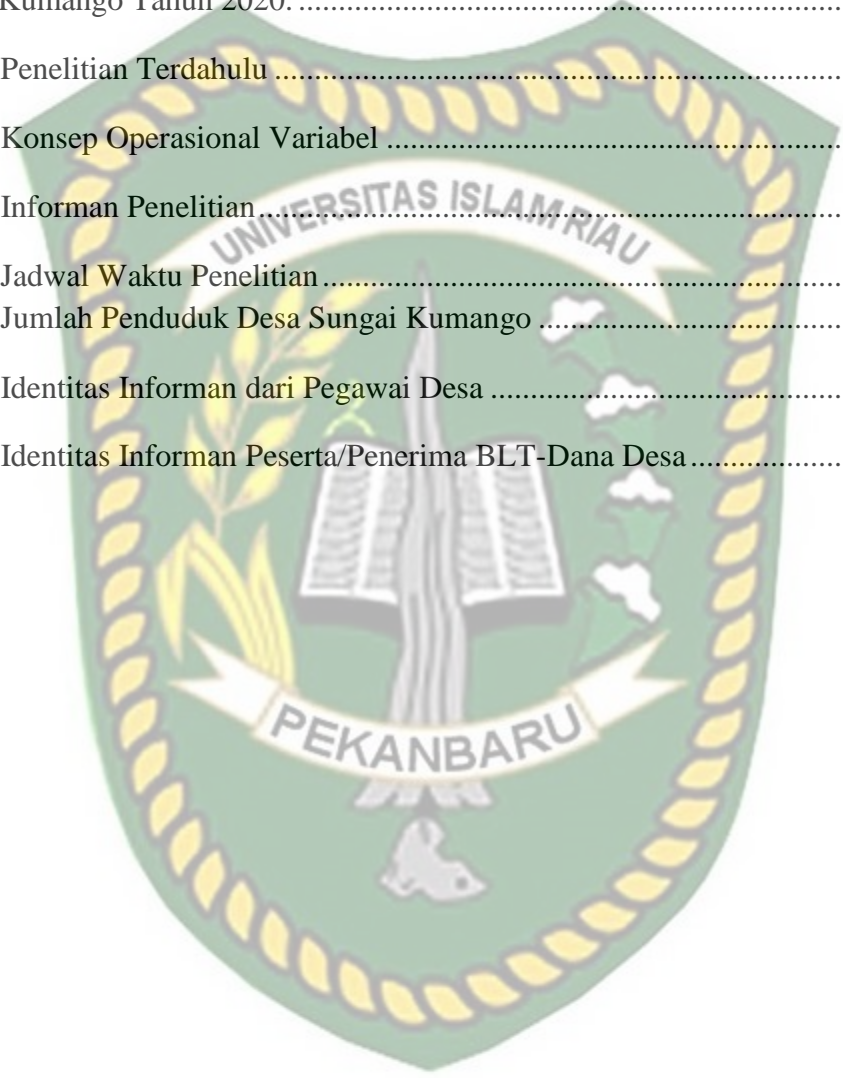 Kumango Tahun 2020. ........................................................................
Penelitian Terdahulu ........................................................................
Konsep Operasional Variabel ..........................................................
UNIVERSITAS ISLAM RIAU
Informan Penelitian...........................................................................
Jadwal Waktu Penelitian ...................................................................
Jumlah Penduduk Desa Sungai Kumango .......................................
Identitas Informan dari Pegawai Desa .............................................
Identitas Informan Peserta/Penerima BLT-Dana Desa ...................
PEKANBARU